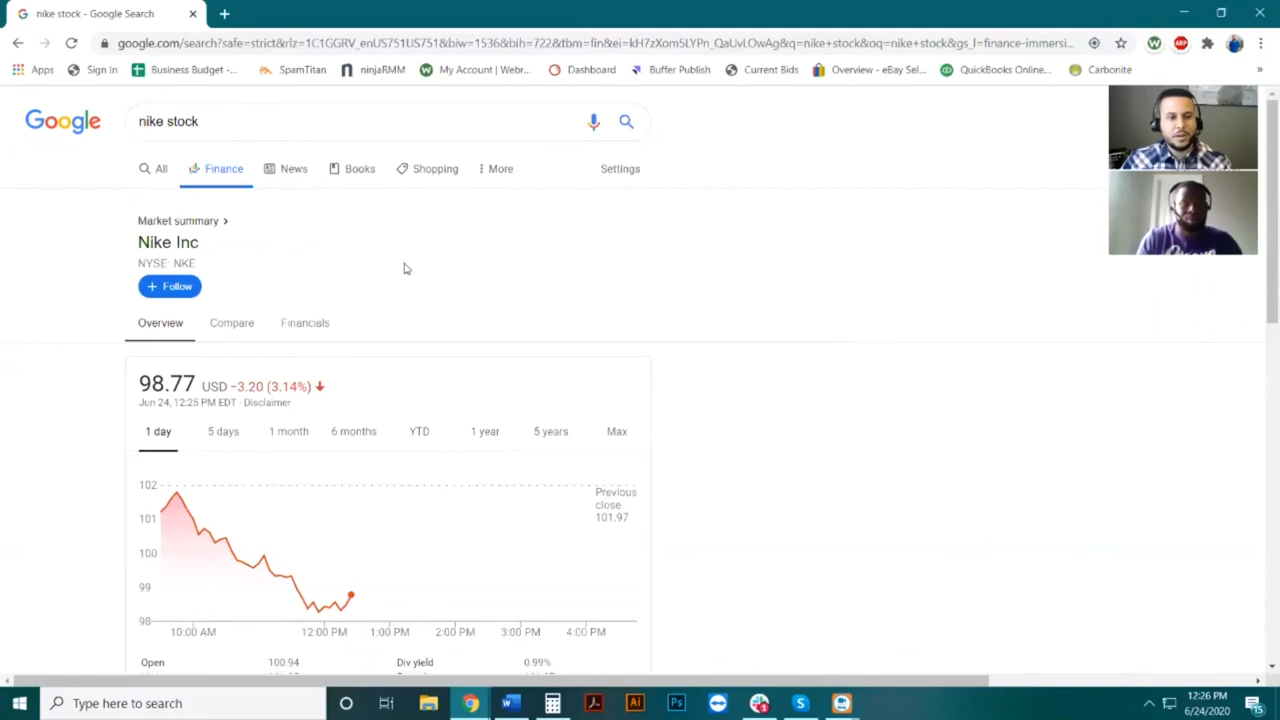 nike stock - Google Search
google.com/search?safe=strict&rlz=1C1GGRV_enUS751US751&biw=1536&bih=722&tbm=fin&ei=kH7zXom5LYPn_QaUvLOwAg&q=nike+stock&oq=nike+stock&gs_l=finance-immersi...
Apps Sign In Business Budget -... SpamTitan ninjaRMM My Account | Webr... Dashboard Buffer Publish Current Bids Overview - eBay Sel... QuickBooks Online... Carbonite »
Google nike stock
All Finance News Books Shopping More Settings
Market summary >
Nike Inc
NYSE: NKE
+ Follow
Overview Compare Financials
98.77 USD −3.20 (3.14%)
Jun 24, 12:25 PM EDT · Disclaimer
1 day 5 days 1 month 6 months YTD 1 year 5 years Max
102
Previous
close
101.97
101
100
99
98
10:00 AM 12:00 PM 1:00 PM 2:00 PM 3:00 PM 4:00 PM
Open 100.94 Div yield 0.99%
Type here to search
12:26 PM
6/24/2020
15